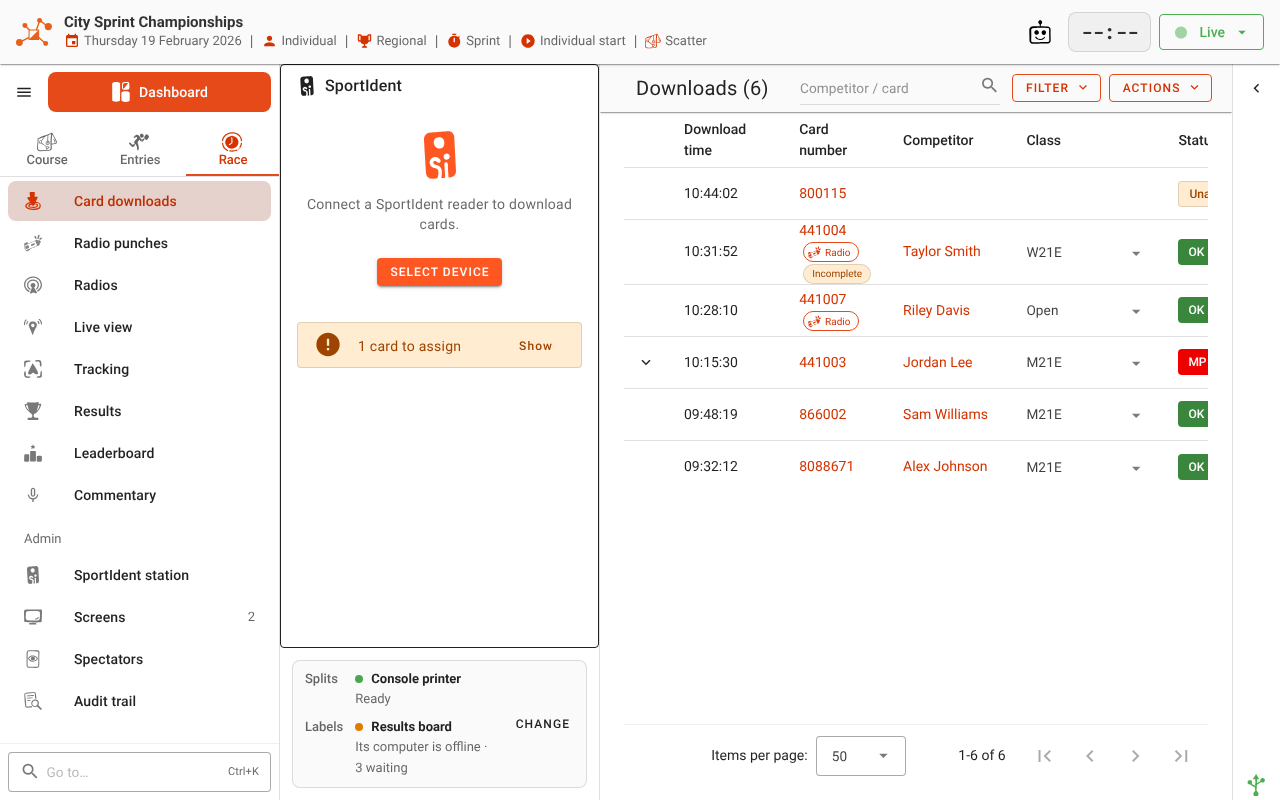 City Sprint Championships
Thursday 19 February 2026 | Individual | Regional | Sprint | Individual start | Scatter
--:--
Live
Dashboard
Course
Entries
Race
Card downloads
Radio punches
Radios
Live view
Tracking
Results
Leaderboard
Commentary
Admin
SportIdent station
Screens 2
Spectators
Audit trail
Go to... Ctrl+K
SportIdent
Si
Connect a SportIdent reader to download
cards.
SELECT DEVICE
1 card to assign Show
Splits Console printer
Ready
Labels Results board CHANGE
Its computer is offline ·
3 waiting
Downloads (6) Competitor / card FILTER ACTIONS
Download
time
Card
number
Competitor
Class
Statu
10:44:02 800115 Una
10:31:52 441004 Taylor Smith W21E OK
Radio
Incomplete
10:28:10 441007 Riley Davis Open OK
Radio
10:15:30 441003 Jordan Lee M21E MP
09:48:19 866002 Sam Williams M21E OK
09:32:12 8088671 Alex Johnson M21E OK
Items per page: 50 1-6 of 6